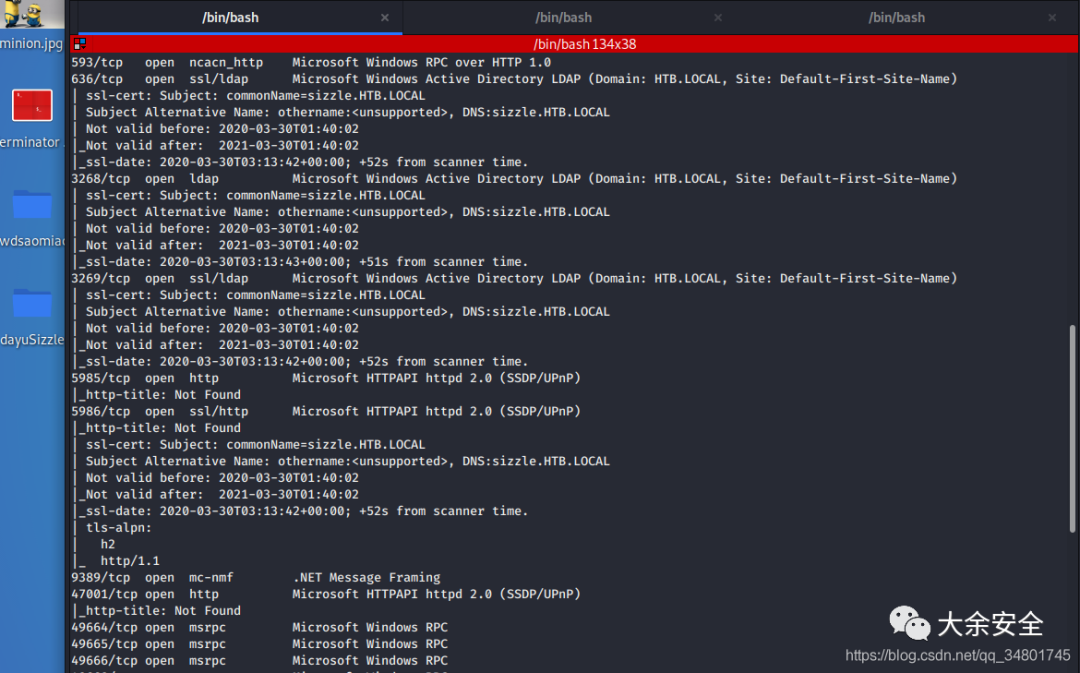 /bin/bash × /bin/bash × /bin/bash ×
/bin/bash 134x38
minion.jpg
erminator
wdsaomiac
dayuSizzle
593/tcp open ncacn_http Microsoft Windows RPC over HTTP 1.0
636/tcp open ssl/ldap Microsoft Windows Active Directory LDAP (Domain: HTB.LOCAL, Site: Default-First-Site-Name)
| ssl-cert: Subject: commonName=sizzle.HTB.LOCAL
| Subject Alternative Name: othername:<unsupported>, DNS:sizzle.HTB.LOCAL
| Not valid before: 2020-03-30T01:40:02
|_Not valid after: 2021-03-30T01:40:02
|_ssl-date: 2020-03-30T03:13:42+00:00; +52s from scanner time.
3268/tcp open ldap Microsoft Windows Active Directory LDAP (Domain: HTB.LOCAL, Site: Default-First-Site-Name)
| ssl-cert: Subject: commonName=sizzle.HTB.LOCAL
| Subject Alternative Name: othername:<unsupported>, DNS:sizzle.HTB.LOCAL
| Not valid before: 2020-03-30T01:40:02
|_Not valid after: 2021-03-30T01:40:02
|_ssl-date: 2020-03-30T03:13:43+00:00; +51s from scanner time.
3269/tcp open ssl/ldap Microsoft Windows Active Directory LDAP (Domain: HTB.LOCAL, Site: Default-First-Site-Name)
| ssl-cert: Subject: commonName=sizzle.HTB.LOCAL
| Subject Alternative Name: othername:<unsupported>, DNS:sizzle.HTB.LOCAL
| Not valid before: 2020-03-30T01:40:02
|_Not valid after: 2021-03-30T01:40:02
|_ssl-date: 2020-03-30T03:13:42+00:00; +52s from scanner time.
5985/tcp open http Microsoft HTTPAPI httpd 2.0 (SSDP/UPnP)
|_http-title: Not Found
5986/tcp open ssl/http Microsoft HTTPAPI httpd 2.0 (SSDP/UPnP)
|_http-title: Not Found
| ssl-cert: Subject: commonName=sizzle.HTB.LOCAL
| Subject Alternative Name: othername:<unsupported>, DNS:sizzle.HTB.LOCAL
| Not valid before: 2020-03-30T01:40:02
|_Not valid after: 2021-03-30T01:40:02
|_ssl-date: 2020-03-30T03:13:42+00:00; +52s from scanner time.
| tls-alpn:
| h2
|_ http/1.1
9389/tcp open mc-nmf .NET Message Framing
47001/tcp open http Microsoft HTTPAPI httpd 2.0 (SSDP/UPnP)
|_http-title: Not Found
49664/tcp open msrpc Microsoft Windows RPC
49665/tcp open msrpc Microsoft Windows RPC
49666/tcp open msrpc Microsoft Windows RPC
大余安全
https://blog.csdn.net/qq_34801745